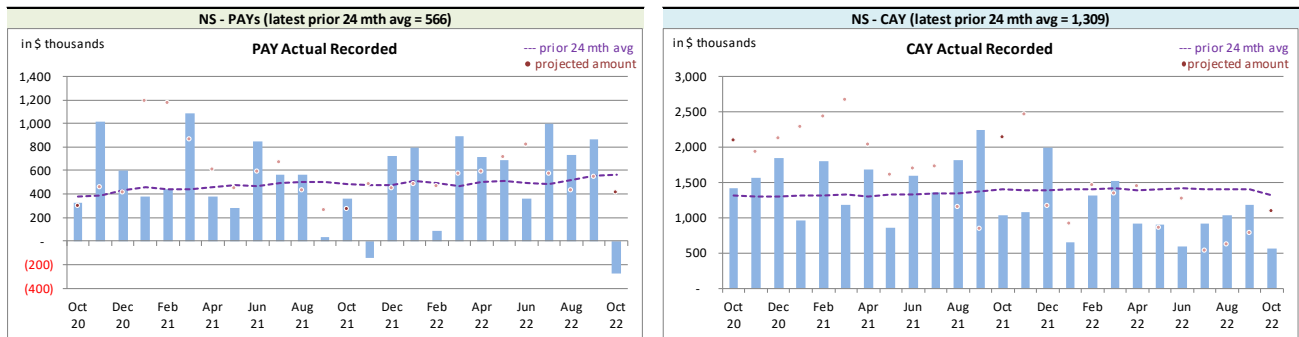 NS - PAYs (latest prior 24 mth avg = 566)
in $ thousands
PAY Actual Recorded
--- prior 24 mth avg
• projected amount
1,400
1,200
1,000
800
600
400
200
-
(200)
(400)
Oct 20 Dec 20 Feb 21 Apr 21 Jun 21 Aug 21 Oct 21 Dec 21 Feb 22 Apr 22 Jun 22 Aug 22 Oct 22
NS - CAY (latest prior 24 mth avg = 1,309)
in $ thousands
CAY Actual Recorded
--- prior 24 mth avg
• projected amount
3,000
2,500
2,000
1,500
1,000
500
-
Oct 20 Dec 20 Feb 21 Apr 21 Jun 21 Aug 21 Oct 21 Dec 21 Feb 22 Apr 22 Jun 22 Aug 22 Oct 22